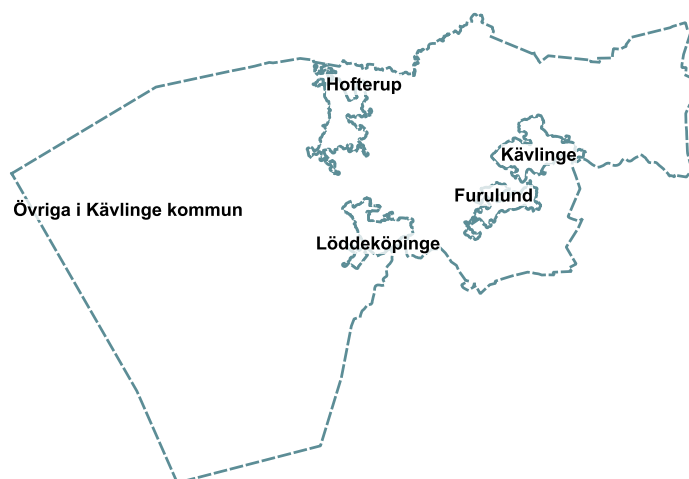 Hofterup
Kävlinge
Furulund
Övriga i Kävlinge kommun
Löddeköpinge